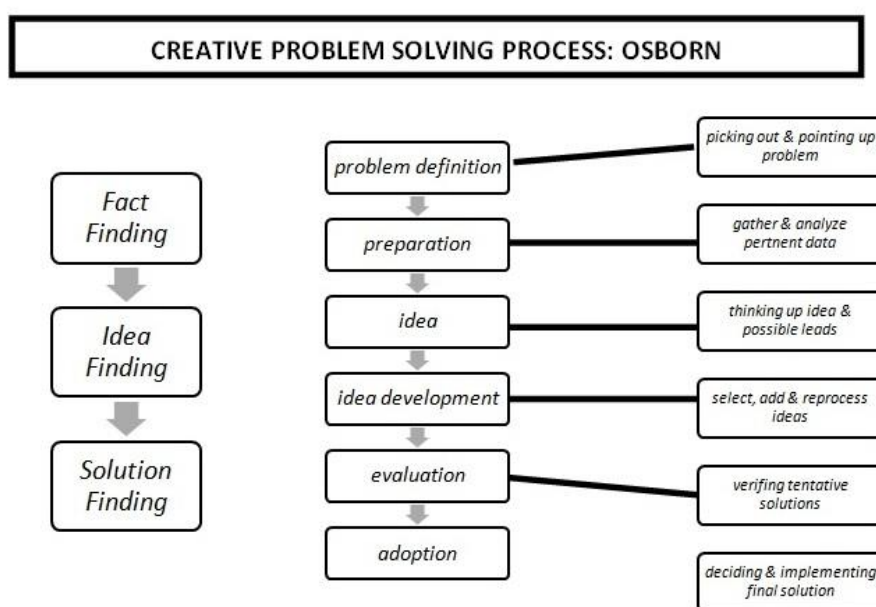 CREATIVE PROBLEM SOLVING PROCESS: OSBORN
Fact
Finding
Idea
Finding
Solution
Finding
problem definition
preparation
idea
idea development
evaluation
adoption
picking out & pointing up
problem
gather & analyze
pertnent data
thinking up idea &
possible leads
select, add & reprocess
ideas
verifing tentative
solutions
deciding & implementing
final solution